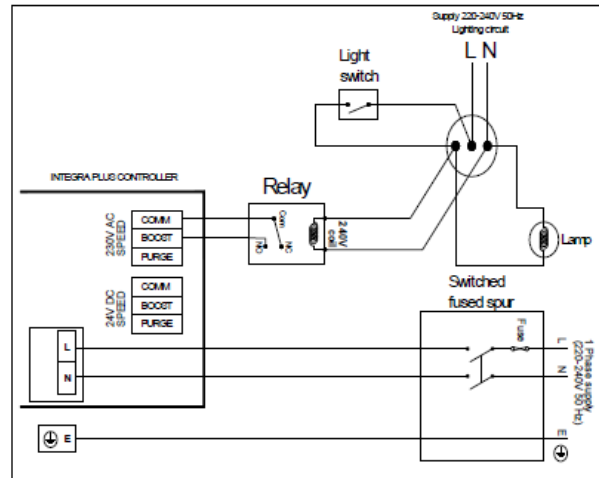 Supply 220-240V 50Hz
Lighting circuit
L N
Light
switch
INTEGRA PLUS CONTROLLER
Relay
230V AC
SPEED
COMM
BOOST
PURGE
Com
NO
NC
240V
coil
Lamp
24V DC
SPEED
COMM
BOOST
PURGE
Switched
fused spur
Fuse
L
N
L
N
E
1 Phase supply
(220-240V 50 Hz)
E